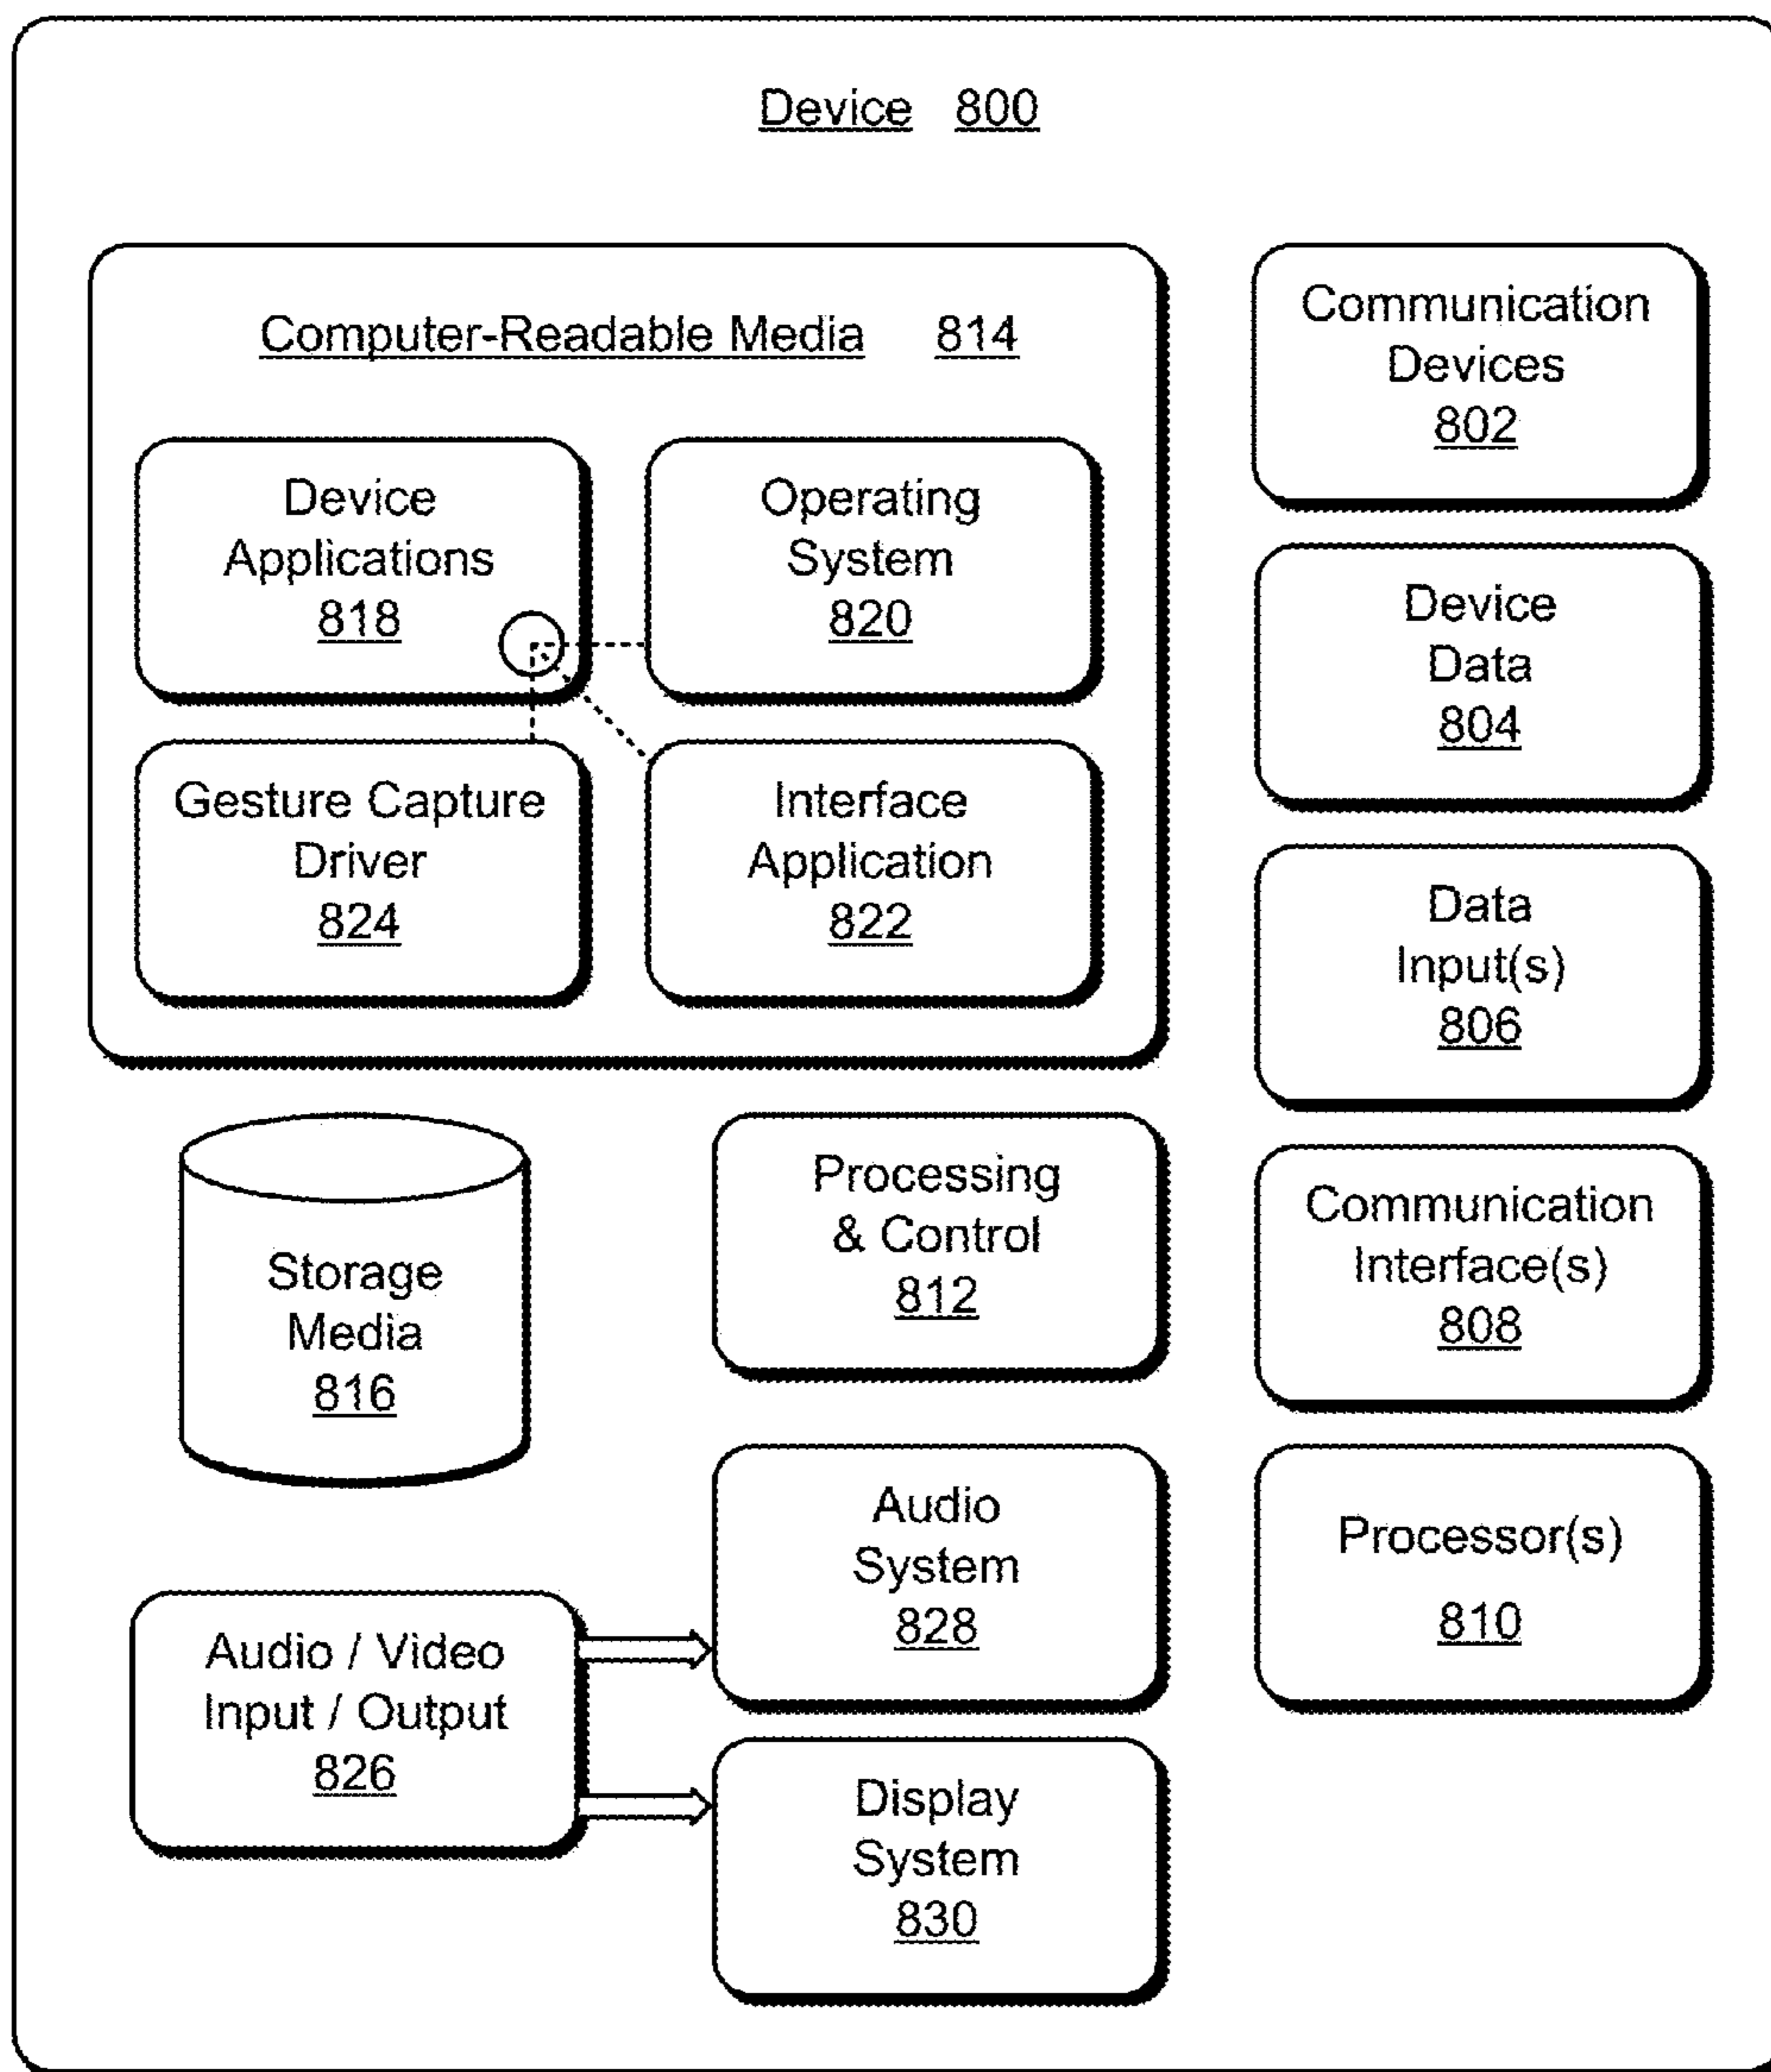 Device 800
Computer-Readable Media 814
Device
Applications
818
Operating
System
820
Gesture Capture
Driver
824
Interface
Application
822
Storage
Media
816
Processing
& Control
812
Audio / Video
Input / Output
826
Audio
System
828
Display
System
830
Communication
Devices
802
Device
Data
804
Data
Input(s)
806
Communication
Interface(s)
808
Processor(s)
810